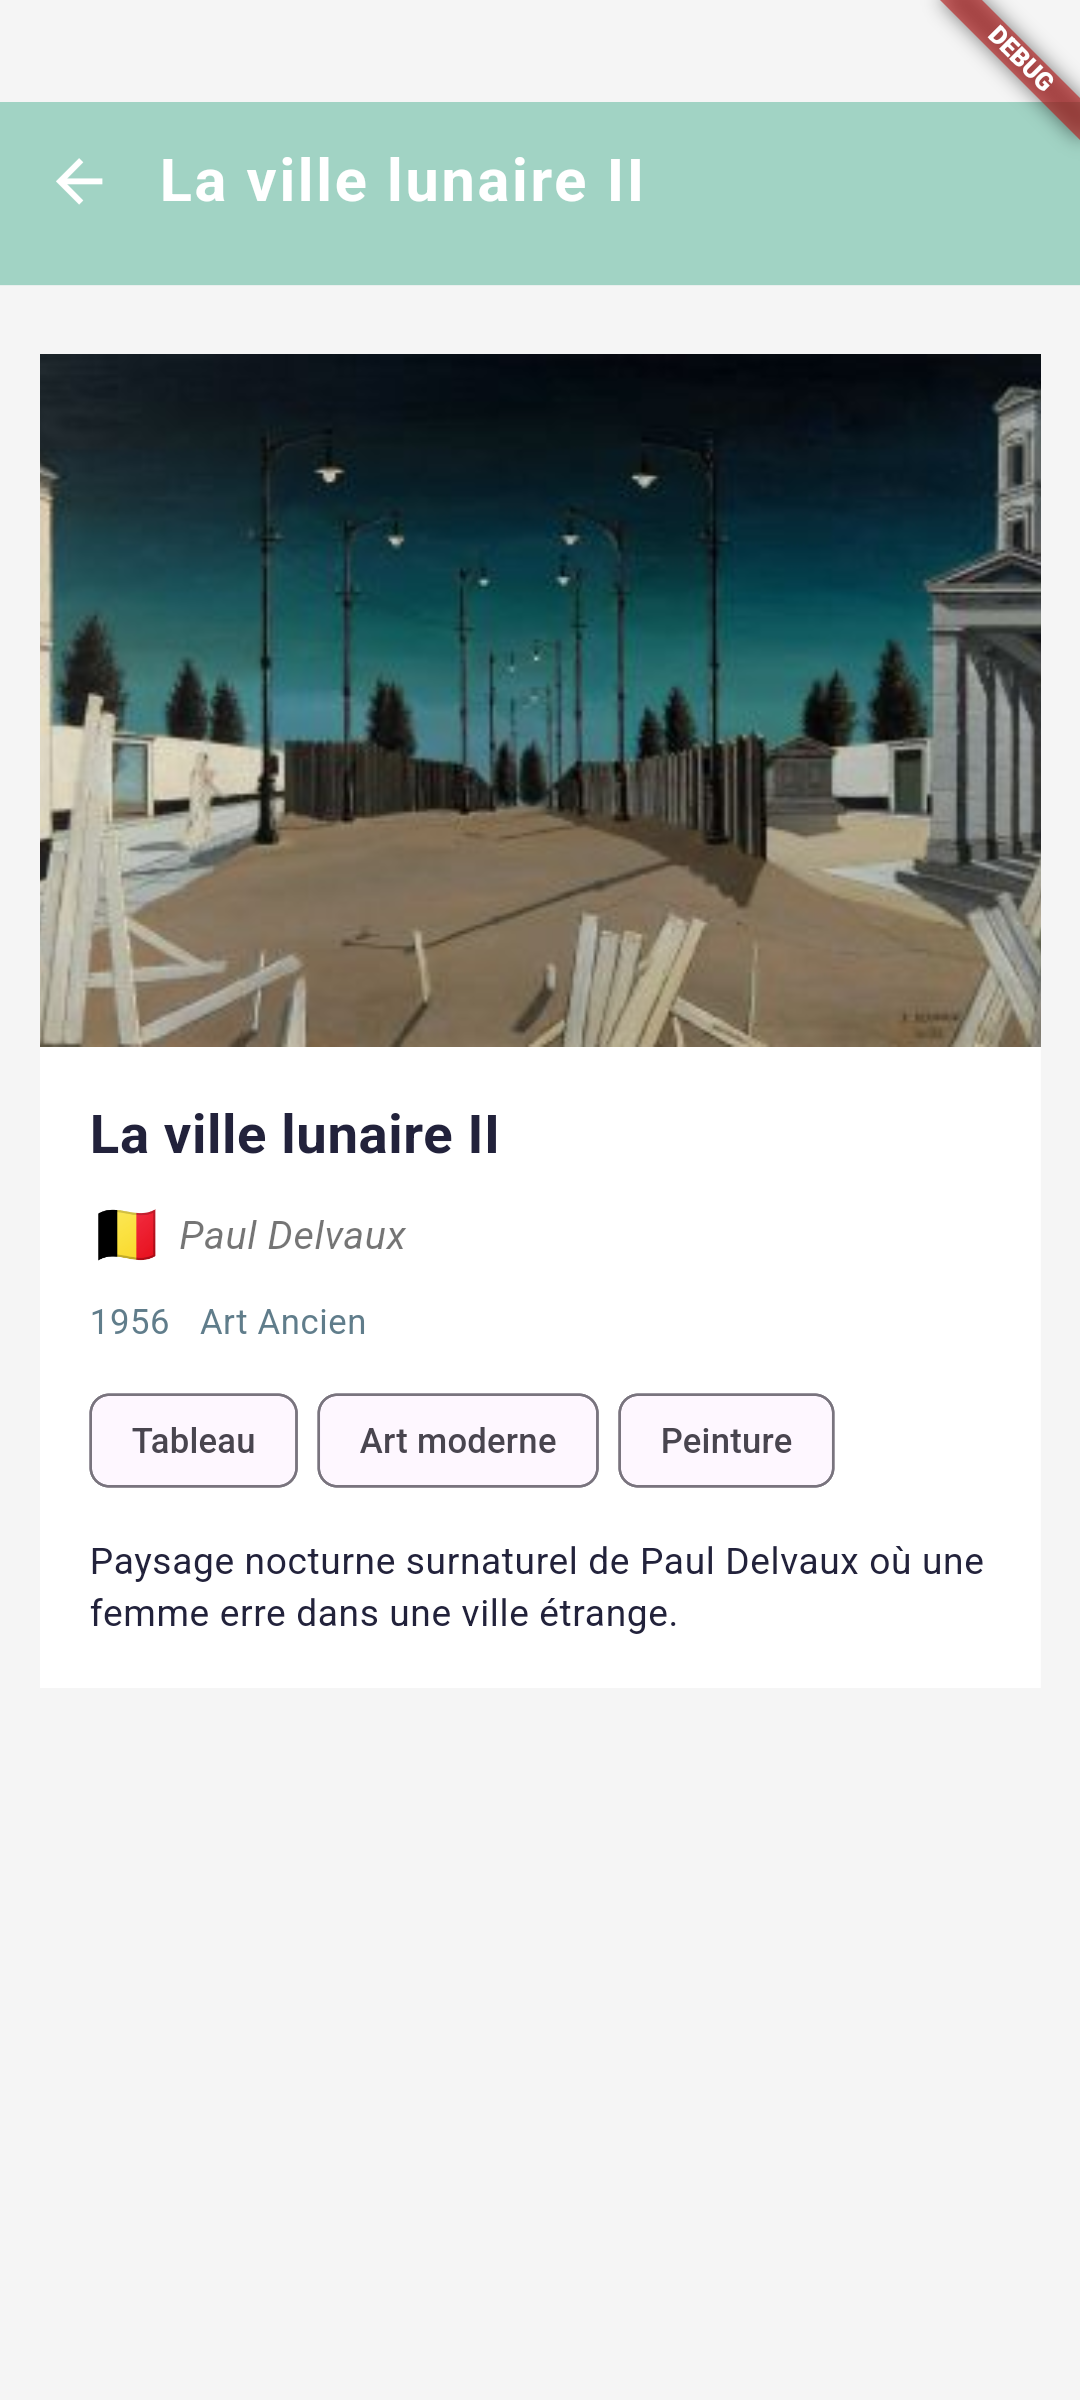 DEBUG
La ville lunaire II
La ville lunaire II
Paul Delvaux
1956 Art Ancien
Tableau Art moderne Peinture
Paysage nocturne surnaturel de Paul Delvaux où une
femme erre dans une ville étrange.